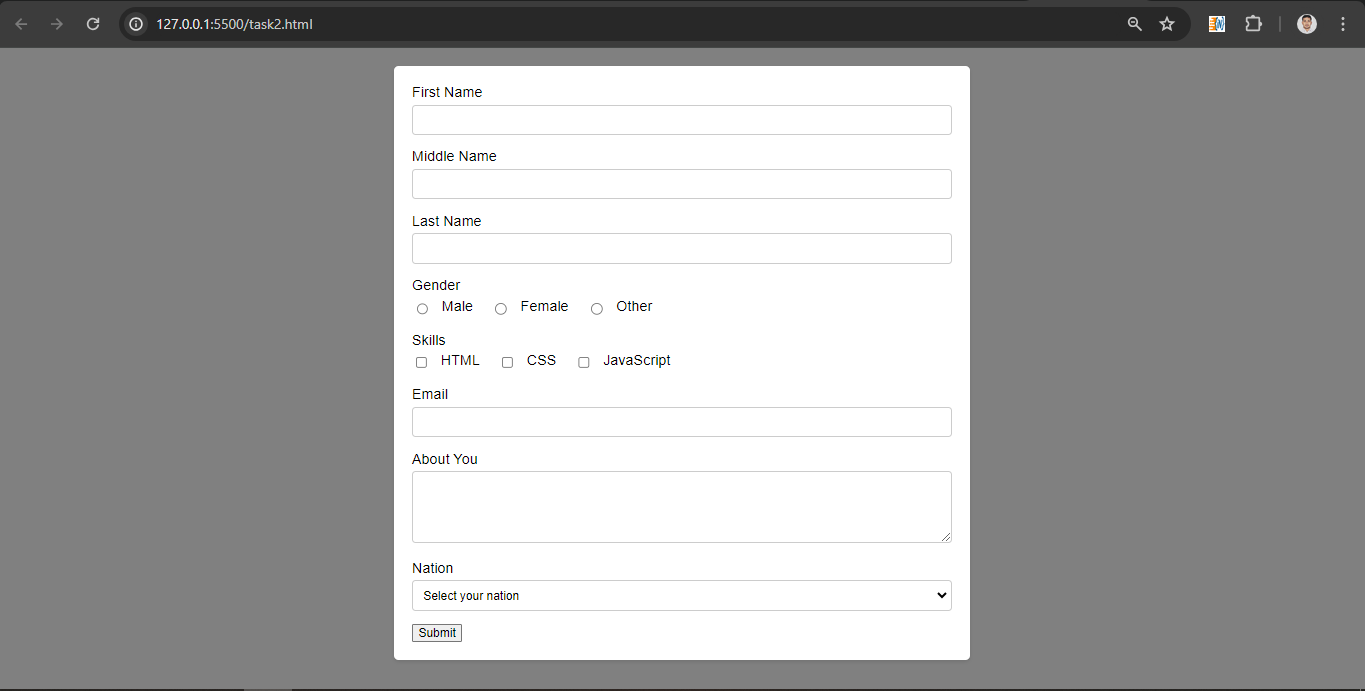 127.0.0.1:5500/task2.html
First Name
Middle Name
Last Name
Gender
Male Female Other
Skills
HTML CSS JavaScript
Email
About You
Nation
Select your nation
Submit